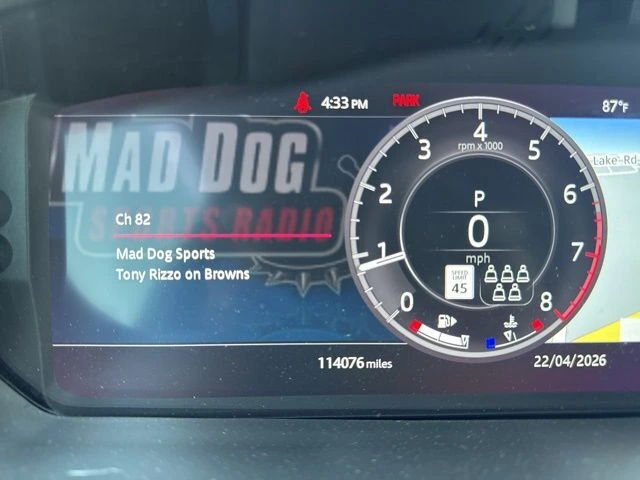 4:33 PM
PARK
87°F
MAD DOG
SPORTS RADIO
Ch 82
Mad Dog Sports
Tony Rizzo on Browns
0
1
2
3
4
5
6
7
8
rpm x 1000
P
0
mph
SPEED
LIMIT
45
Lake Rd
114076 miles
22/04/2026